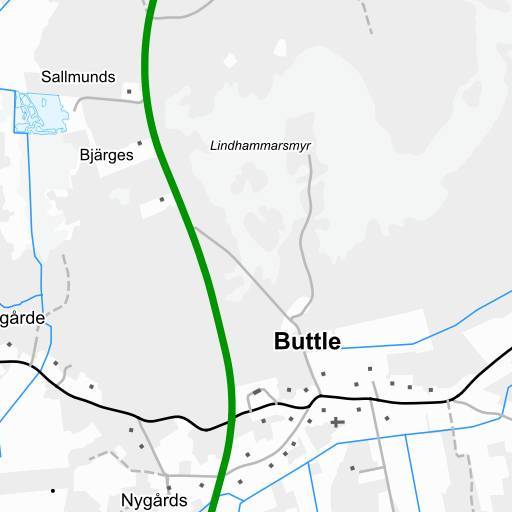 Sallmunds
Lindhammarsmyr
Bjärges
gårde
Buttle
Nygårds